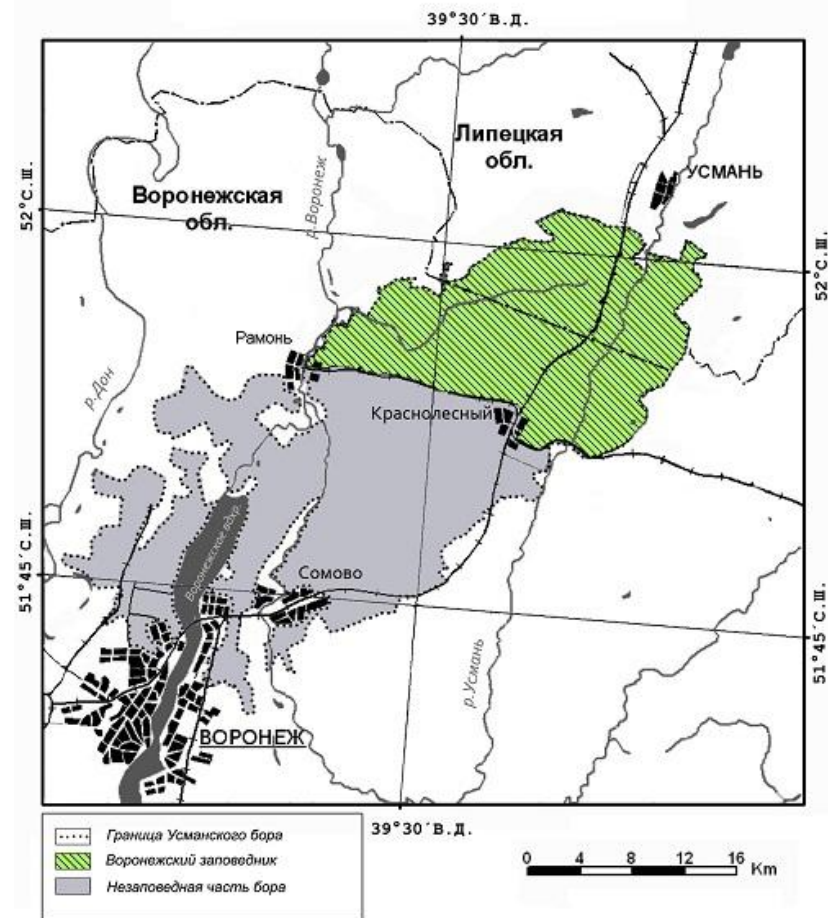 39°30´В.Д.
Липецкая
обл.
УСМАНЬ
Воронежская
обл.
р.Воронеж
52°С.Ш.
52°С.Ш.
Рамонь
р.Дон
Краснолесный
Воронежское вдхр.
51°45´С.Ш.
Сомово
51°45´С.Ш.
р.Усмань
ВОРОНЕЖ
39°30´В.Д.
Граница Усманского бора
Воронежский заповедник
Незаповедная часть бора
0 4 8 12 16 Km